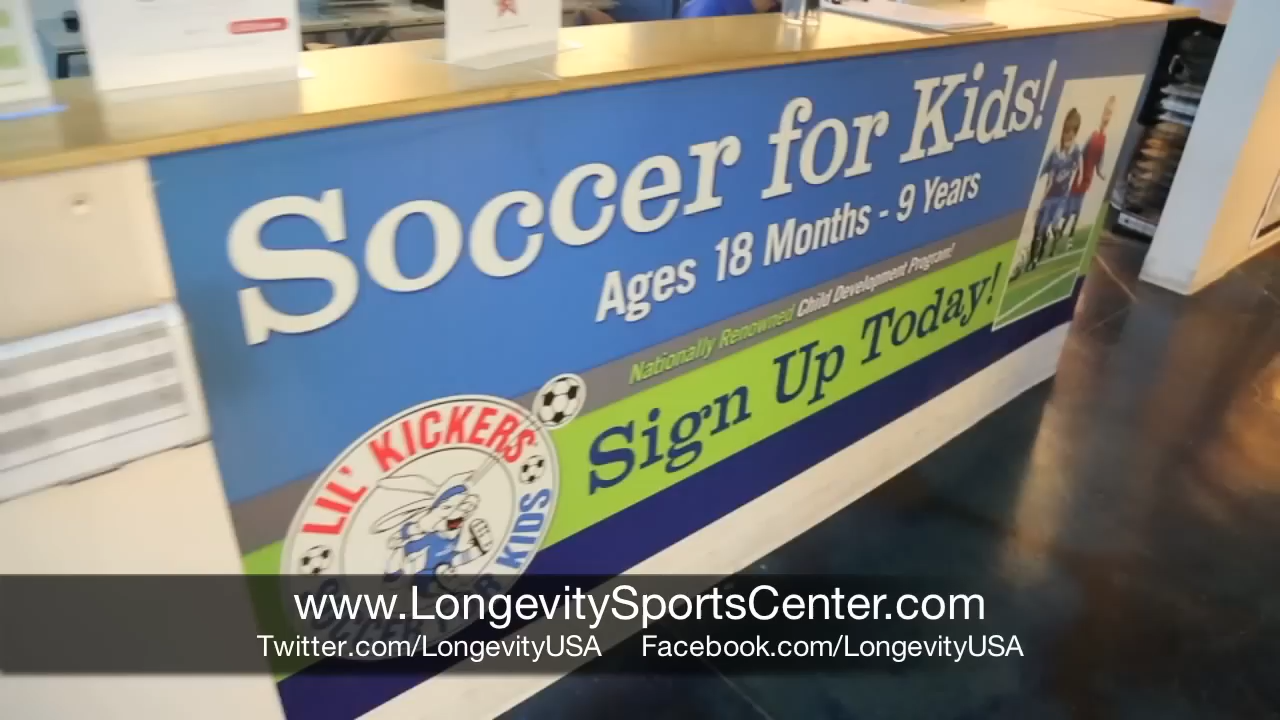 Soccer for Kids!
Ages 18 Months - 9 Years
Nationally Renowned Child Development Program!
Sign Up Today!
LIL' KICKERS
KIDS
www.LongevitySportsCenter.com
Twitter.com/LongevityUSA Facebook.com/LongevityUSA